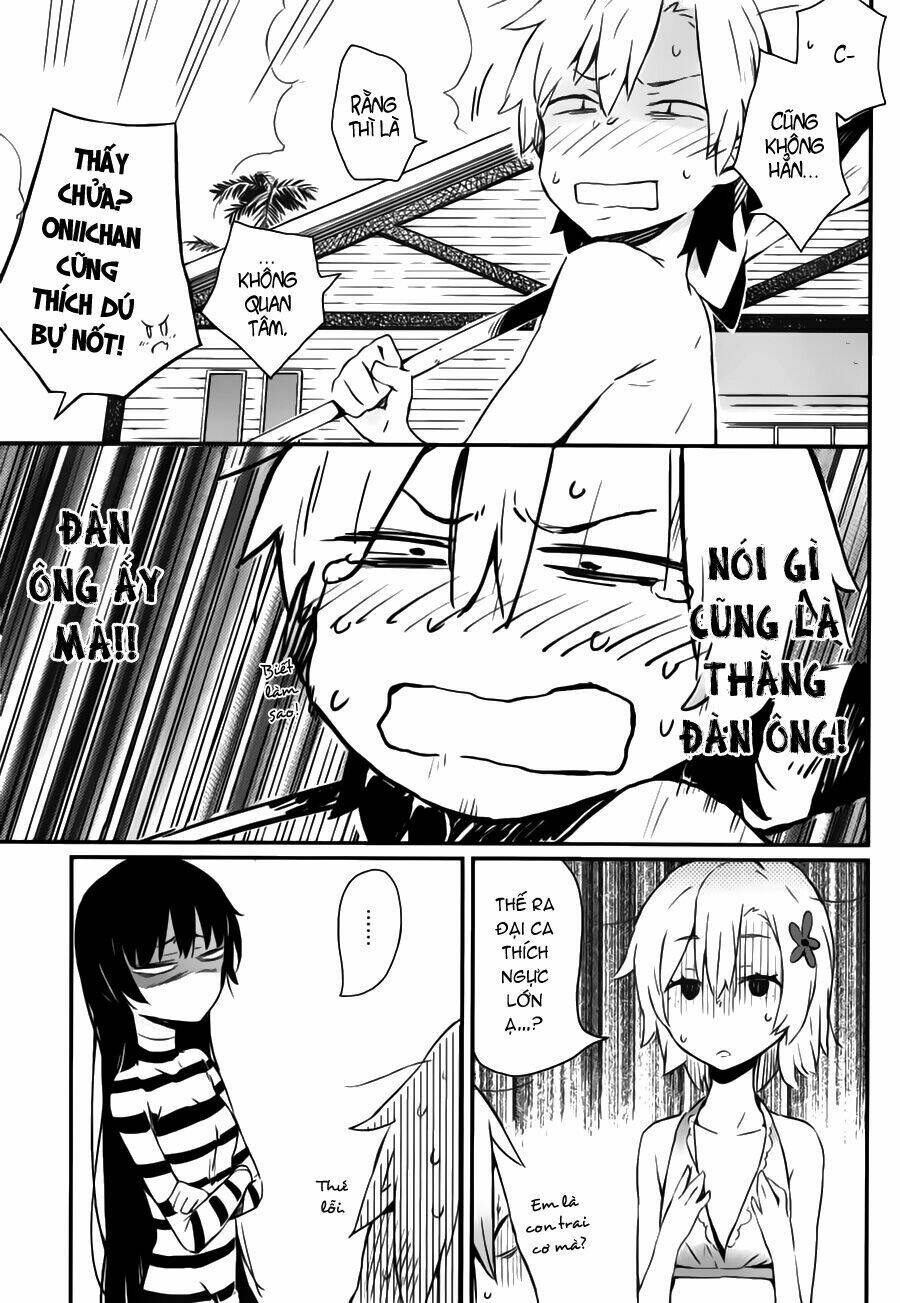 C-
CŨNG
KHÔNG
HẲN...
RẰNG
THÌ LÀ
...
KHÔNG
QUAN
TÂM.
THẤY
CHỬA?
ONIICHAN
CŨNG
THÍCH DÚ
BỰ NỐT!
NÓI GÌ
CŨNG LÀ
THẰNG
ĐÀN ÔNG!
Biết
làm
sao!
ĐÀN
ÔNG ẤY
MÀ!!
THẾ RA
ĐẠI CA
THÍCH
NGỰC
LỚN
Ạ...?
Em là
con trai
cơ mà?
......
Thứ
lỗi.